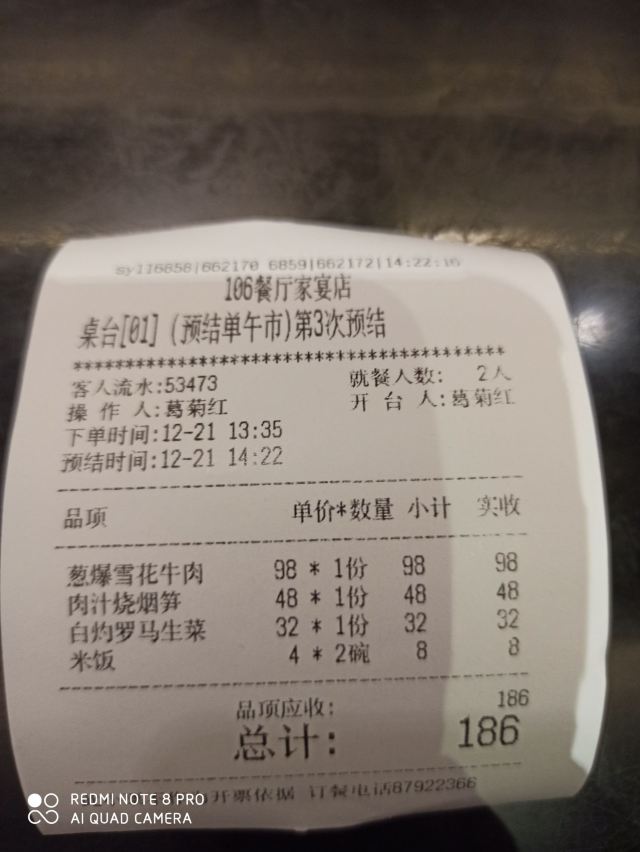 sy116858|662170 6859|662172|14:22:16
106餐厅家宴店
桌台[01] (预结单午市)第3次预结
客人流水:53473 就餐人数: 2人
操 作 人:葛菊红 开 台 人:葛菊红
下单时间:12-21 13:35
预结时间:12-21 14:22
品项 单价*数量 小计 实收
葱爆雪花牛肉 98 * 1份 98 98
肉汁烧烟笋 48 * 1份 48 48
白灼罗马生菜 32 * 1份 32 32
米饭 4 * 2碗 8 8
品项应收: 186
总计: 186
开票依据 订餐电话87922366
REDMI NOTE 8 PRO
AI QUAD CAMERA